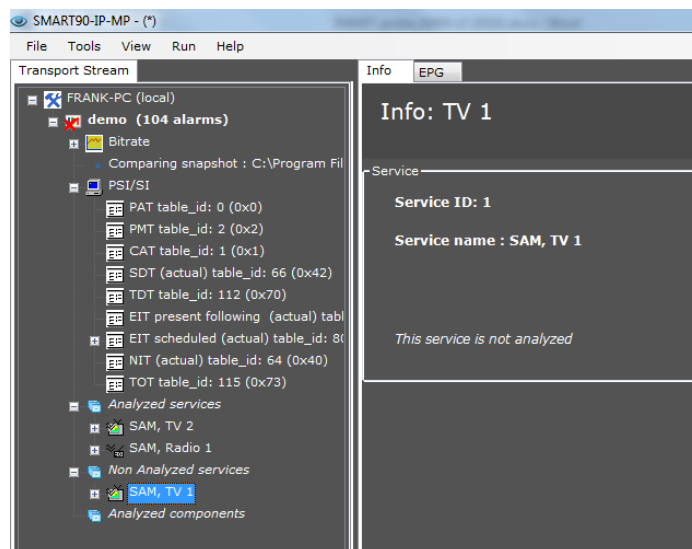 SMART90-IP-MP - (*)
File Tools View Run Help
Transport Stream
FRANK-PC (local)
demo (104 alarms)
Bitrate
Comparing snapshot : C:\Program Fil
PSI/SI
PAT table_id: 0 (0x0)
PMT table_id: 2 (0x2)
CAT table_id: 1 (0x1)
SDT (actual) table_id: 66 (0x42)
TDT table_id: 112 (0x70)
EIT present following (actual) tabl
EIT scheduled (actual) table_id: 8
NIT (actual) table_id: 64 (0x40)
TOT table_id: 115 (0x73)
Analyzed services
SAM, TV 2
SAM, Radio 1
Non Analyzed services
SAM, TV 1
Analyzed components
Info EPG
Info: TV 1
Service
Service ID: 1
Service name : SAM, TV 1
This service is not analyzed